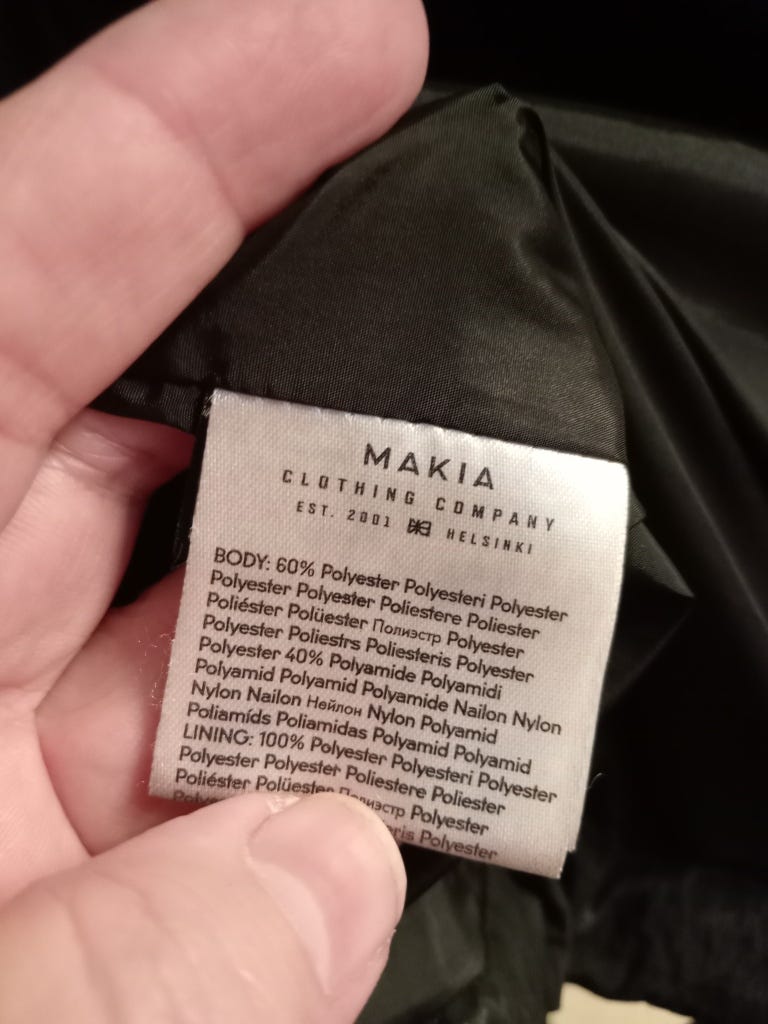 MAKIA
CLOTHING COMPANY
EST. 2001 HELSINKI
BODY: 60% Polyester Polyesteri Polyester
Polyester Polyester Poliestere Poliester
Poliéster Polüester Полиэстр Polyester
Polyester Poliestrs Poliesteris Polyester
Polyester 40% Polyamide Polyamidi
Polyamid Polyamid Polyamide Nailon Nylon
Nylon Nailon Нейлон Nylon Polyamid
Poliamíds Poliamidas Polyamid Polyamid
LINING: 100% Polyester Polyesteri Polyester
Polyester Polyester Poliestere Poliester
Poliéster Polüester Полиэстр Polyester
Polyester